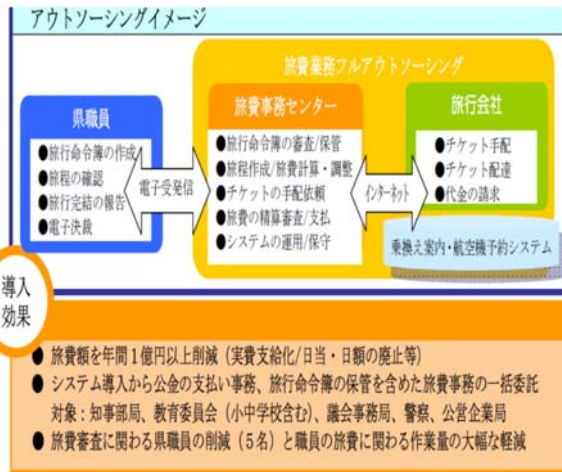 アウトソーシングイメージ
旅費業務フルアウトソーシング
県職員
●旅行命令簿の作成
●旅程の確認
●旅行完結の報告
●電子決裁
電子受発信
旅費事務センター
●旅行命令簿の審査/保管
●旅程作成/旅費計算・調整
●チケットの手配依頼
●旅費の精算審査/支払
●システムの運用/保守
インターネット
旅行会社
●チケット手配
●チケット配達
●代金の請求
乗換え案内・航空機予約システム
導入
効果
● 旅費額を年間1億円以上削減（実費支給化/日当・日額の廃止等）
● システム導入から公金の支払い事務、旅行命令簿の保管を含めた旅費事務の一括委託
対象：知事部局、教育委員会（小中学校含む）、議会事務局、警察、公営企業局
● 旅費審査に関わる県職員の削減（5名）と職員の旅費に関わる作業量の大幅な軽減